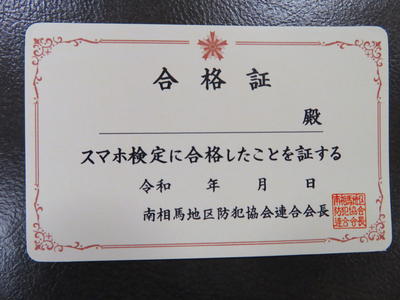 合格証
殿
スマホ検定に合格したことを証する
令和 年 月 日
南相馬地区防犯協会連合会長
南相馬地区
防犯協会
連合会長